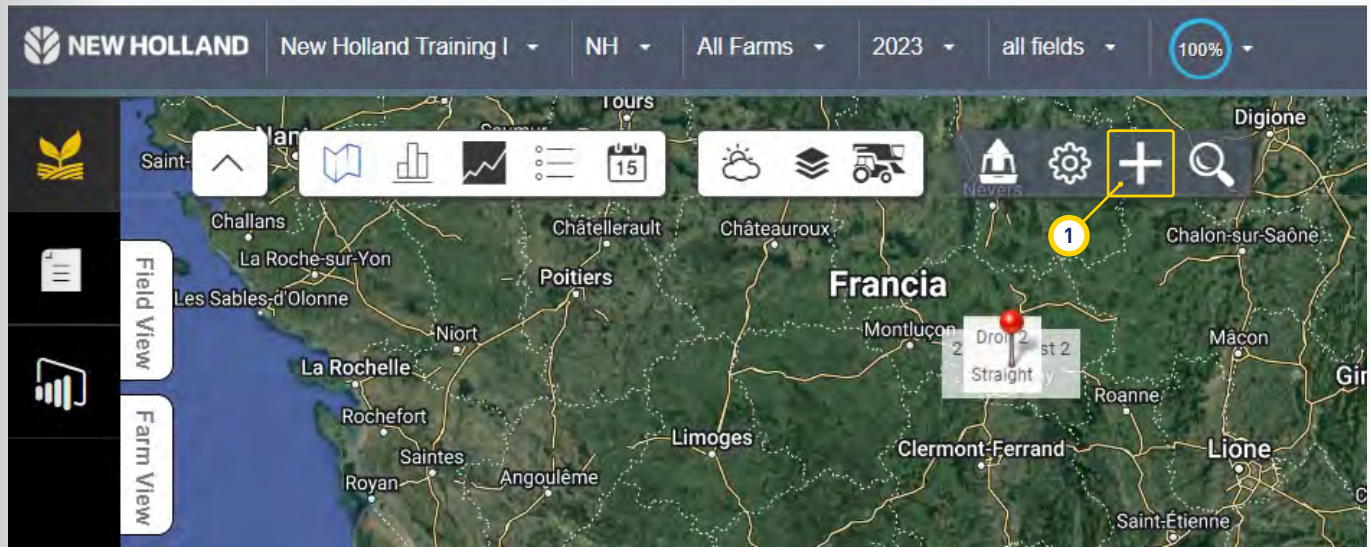 NEW HOLLAND
New Holland Training I
NH
All Farms
2023
all fields
100%
Tours
Digione
15
Nevers
Challans
Châtellerault
Châteauroux
1
Chalon-sur-Saône
La Roche-sur-Yon
Field View
Poitiers
Francia
Les Sables-d'Olonne
Niort
Montluçon
Mâcon
Straight
La Rochelle
Roanne
Rochefort
Farm View
Limoges
Clermont-Ferrand
Lione
Saintes
Angoulême
Royan
Saint-Étienne